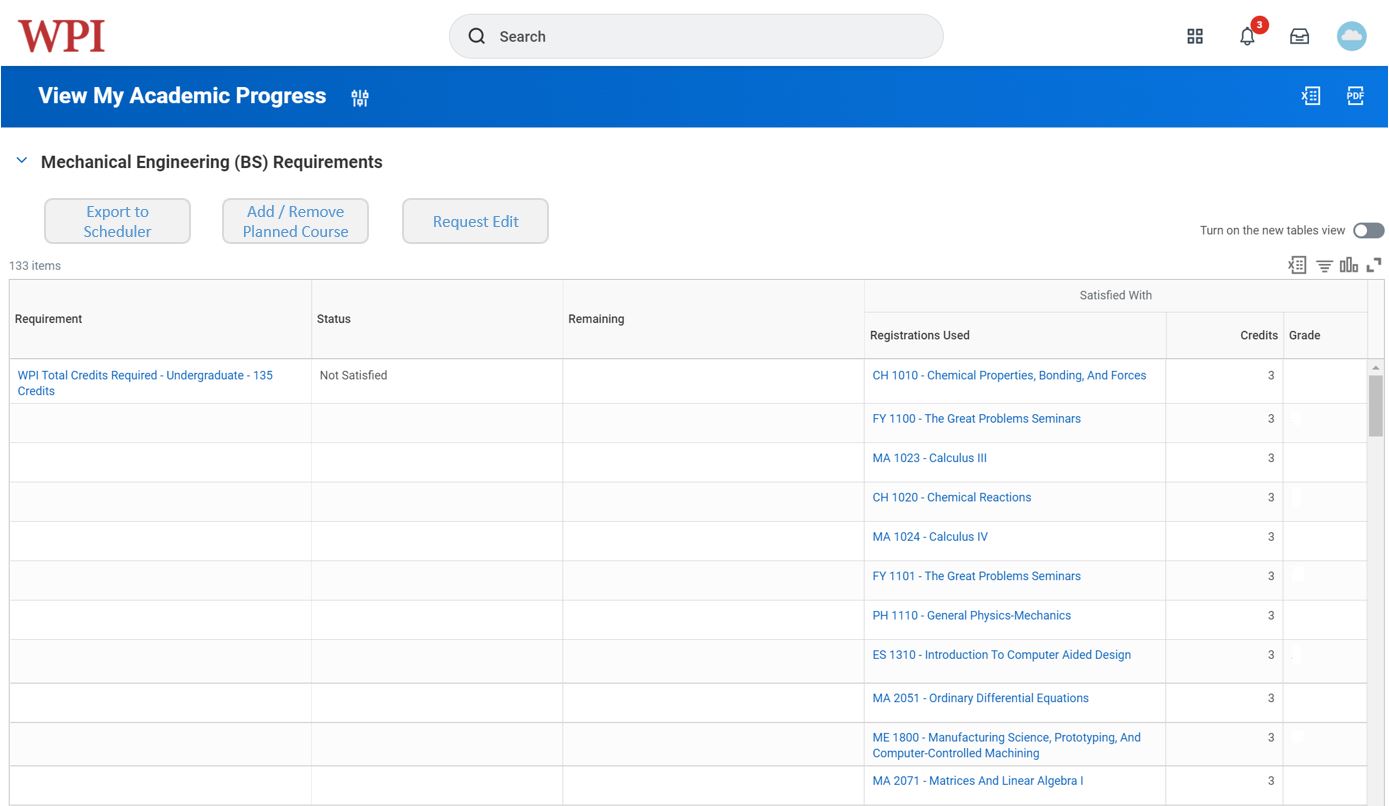 WPI
Search
3
View My Academic Progress
PDF
Mechanical Engineering (BS) Requirements
Export to
Scheduler
Add / Remove
Planned Course
Request Edit
Turn on the new tables view
133 items
Satisfied With
Requirement
Status
Remaining
Registrations Used
Credits
Grade
WPI Total Credits Required - Undergraduate - 135
Credits
Not Satisfied
CH 1010 - Chemical Properties, Bonding, And Forces
3
FY 1100 - The Great Problems Seminars
3
MA 1023 - Calculus III
3
CH 1020 - Chemical Reactions
3
MA 1024 - Calculus IV
3
FY 1101 - The Great Problems Seminars
3
PH 1110 - General Physics-Mechanics
3
ES 1310 - Introduction To Computer Aided Design
3
MA 2051 - Ordinary Differential Equations
3
ME 1800 - Manufacturing Science, Prototyping, And
Computer-Controlled Machining
3
MA 2071 - Matrices And Linear Algebra I
3